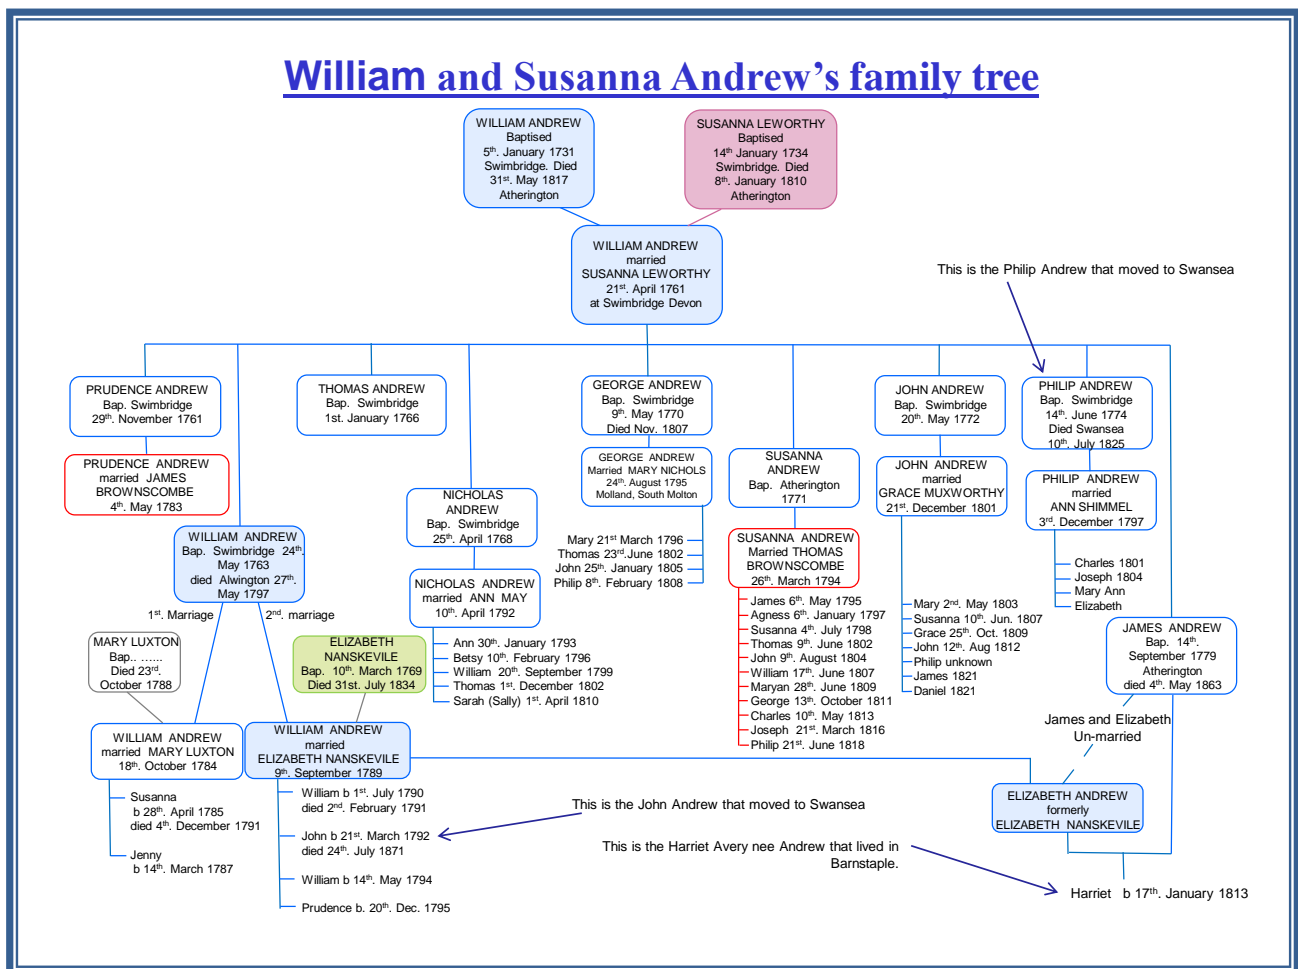 William and Susanna Andrew's family tree
WILLIAM ANDREW
Baptised
5th. January 1731
Swimbridge. Died
31st. May 1817
Atherington
SUSANNA LEWORTHY
Baptised
14th January 1734
Swimbridge. Died
8th. January 1810
Atherington
WILLIAM ANDREW
married
SUSANNA LEWORTHY
21st. April 1761
at Swimbridge Devon
This is the Philip Andrew that moved to Swansea
PRUDENCE ANDREW
Bap. Swimbridge
29th. November 1761
PRUDENCE ANDREW
married JAMES
BROWNSCOMBE
4th. May 1783
WILLIAM ANDREW
Bap. Swimbridge 24th.
May 1763
died Alwington 27th.
May 1797
1st. Marriage
2nd. marriage
MARY LUXTON
Bap.. ......
Died 23rd.
October 1788
ELIZABETH
NANSKEVILE
Bap. 10th. March 1769
Died 31st. July 1834
WILLIAM ANDREW
married MARY LUXTON
18th. October 1784
Susanna
b 28th. April 1785
died 4th. December 1791
Jenny
b 14th. March 1787
WILLIAM ANDREW
married
ELIZABETH NANSKEVILE
9th. September 1789
William b 1st. July 1790
died 2nd. February 1791
John b 21st. March 1792
died 24th. July 1871
William b 14th. May 1794
Prudence b. 20th. Dec. 1795
THOMAS ANDREW
Bap. Swimbridge
1st. January 1766
NICHOLAS
ANDREW
Bap. Swimbridge
25th. April 1768
NICHOLAS ANDREW
married ANN MAY
10th. April 1792
Ann 30th. January 1793
Betsy 10th. February 1796
William 20th. September 1799
Thomas 1st. December 1802
Sarah (Sally) 1st. April 1810
GEORGE ANDREW
Bap. Swimbridge
9th. May 1770
Died Nov. 1807
GEORGE ANDREW
Married MARY NICHOLS
24th. August 1795
Molland, South Molton
Mary 21st March 1796
Thomas 23rd.June 1802
John 25th. January 1805
Philip 8th. February 1808
SUSANNA
ANDREW
Bap. Atherington
1771
SUSANNA ANDREW
Married THOMAS
BROWNSCOMBE
26th. March 1794
James 6th. May 1795
Agness 6th. January 1797
Susanna 4th. July 1798
Thomas 9th. June 1802
John 9th. August 1804
William 17th. June 1807
Maryan 28th. June 1809
George 13th. October 1811
Charles 10th. May 1813
Joseph 21st. March 1816
Philip 21st. June 1818
JOHN ANDREW
Bap. Swimbridge
20th. May 1772
JOHN ANDREW
married
GRACE MUXWORTHY
21st. December 1801
Mary 2nd. May 1803
Susanna 10th. Jun. 1807
Grace 25th. Oct. 1809
John 12th. Aug 1812
Philip unknown
James 1821
Daniel 1821
PHILIP ANDREW
Bap. Swimbridge
14th. June 1774
Died Swansea
10th. July 1825
PHILIP ANDREW
married
ANN SHIMMEL
3rd. December 1797
Charles 1801
Joseph 1804
Mary Ann
Elizabeth
JAMES ANDREW
Bap. 14th.
September 1779
Atherington
died 4th. May 1863
James and Elizabeth
Un-married
ELIZABETH ANDREW
formerly
ELIZABETH NANSKEVILE
This is the John Andrew that moved to Swansea
This is the Harriet Avery nee Andrew that lived in
Barnstaple.
Harriet b 17th. January 1813